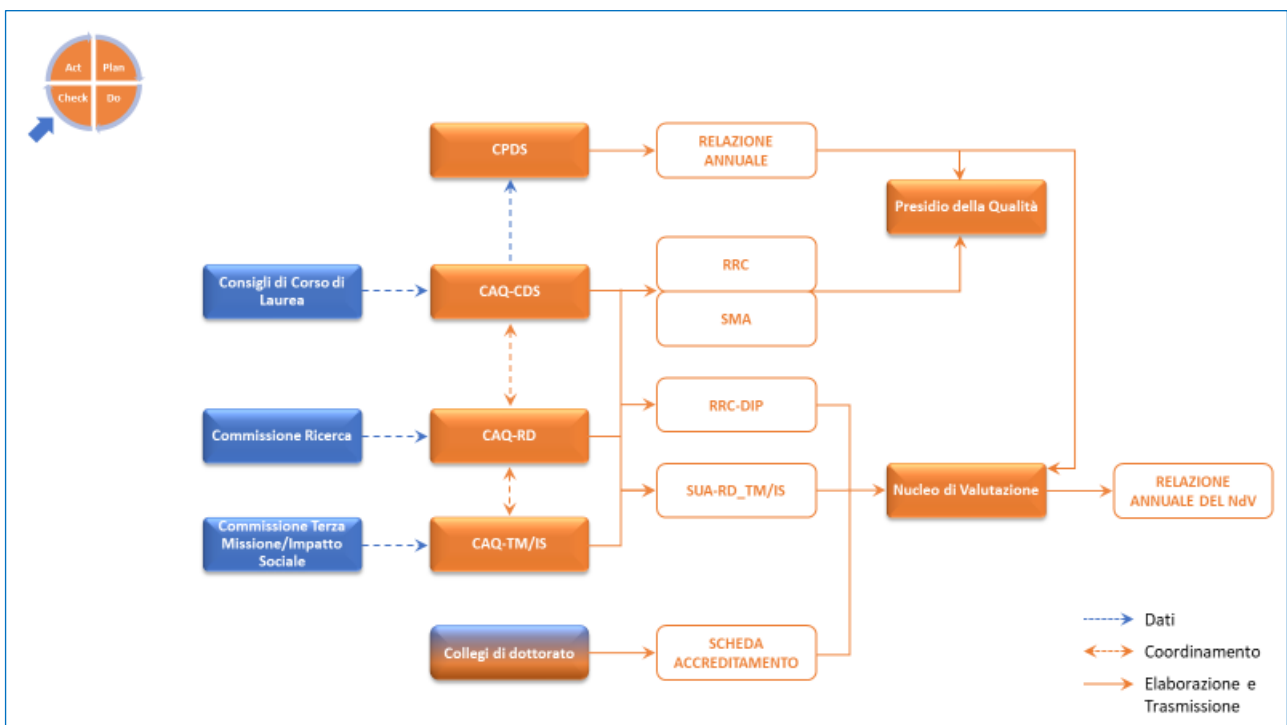 Act
Plan
Check
Do
CPDS
RELAZIONE
ANNUALE
Presidio della Qualità
Consigli di Corso di
Laurea
CAQ-CDS
RRC
SMA
Commissione Ricerca
CAQ-RD
RRC-DIP
SUA-RD_TM/IS
Nucleo di Valutazione
RELAZIONE
ANNUALE DEL NdV
Commissione Terza
Missione/Impatto
Sociale
CAQ-TM/IS
Collegi di dottorato
SCHEDA
ACCREDITAMENTO
Dati
Coordinamento
Elaborazione e
Trasmissione